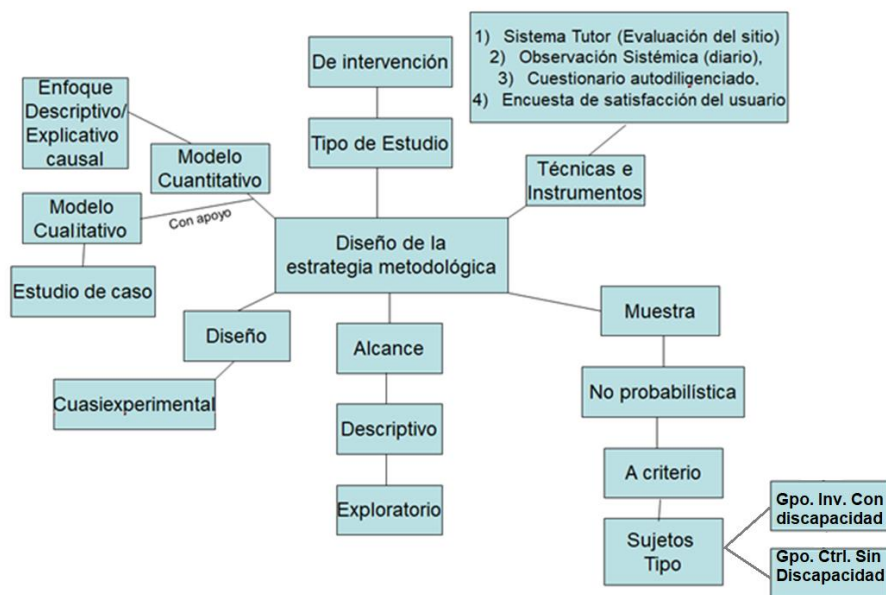 1) Sistema Tutor (Evaluación del sitio)
2) Observación Sistémica (diario),
3) Cuestionario autodiligenciado.
4) Encuesta de satisfacción del usuario
De intervención
Tipo de Estudio
Técnicas e
Instrumentos
Enfoque
Descriptivo/
Explicativo
causal
Modelo
Cuantitativo
Modelo
Cualitativo
Con apoyo
Estudio de caso
Diseño de la
estrategia metodológica
Diseño
Cuasiexperimental
Alcance
Descriptivo
Exploratorio
Muestra
No probabilística
A criterio
Sujetos
Tipo
Gpo. Inv. Con
discapacidad
Gpo. Ctrl. Sin
Discapacidad